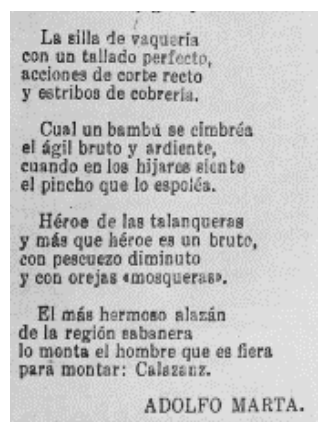 La silla de vaquería
con un tallado perfecto,
acciones de corte recto
y estribos de cobrería.
Cual un bambú se cimbréa
el ágil bruto y ardiente,
cuando en los hijares siente
el pincho que lo espoléa.
Héroe de las talanqueras
y más que héroe es un bruto,
con pescuezo diminuto
y con orejas «mosqueras».
El más hermoso alazán
de la región sabanera
lo monta el hombre que es fiera
para montar: Calazanz.
ADOLFO MARTA.